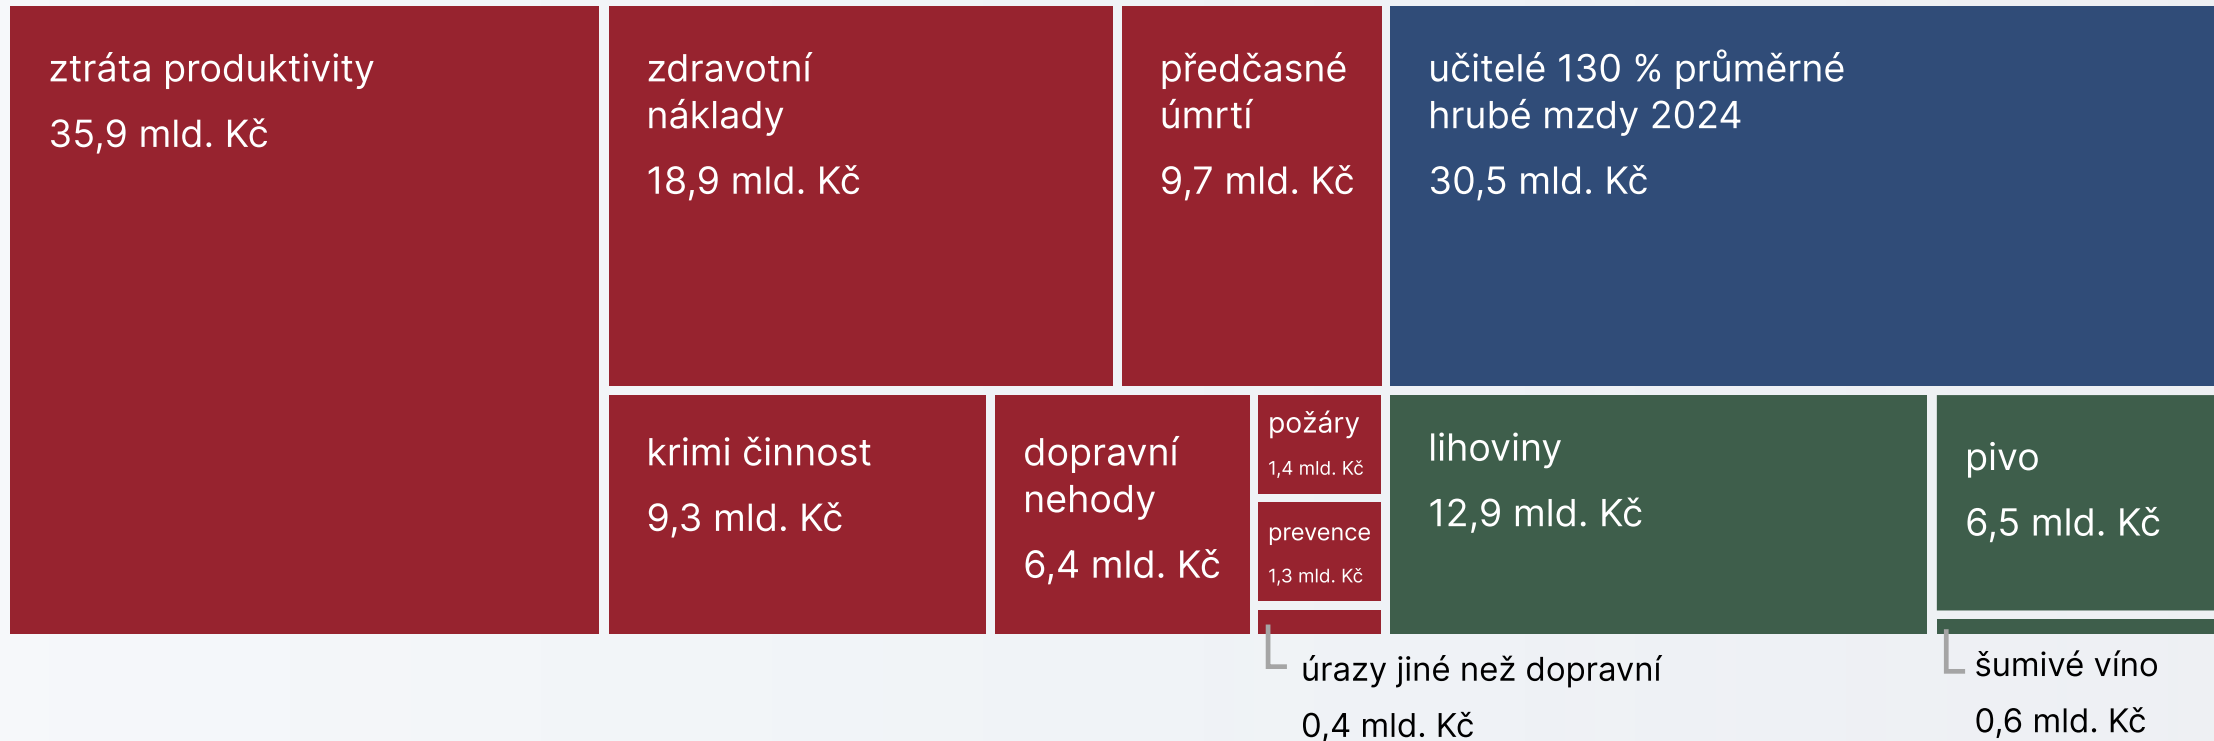 ztráta produktivity
35,9 mld. Kč
zdravotní
náklady
18,9 mld. Kč
předčasné
úmrtí
9,7 mld. Kč
učitelé 130 % průměrné
hrubé mzdy 2024
30,5 mld. Kč
krimi činnost
9,3 mld. Kč
dopravní
nehody
6,4 mld. Kč
požáry
1,4 mld. Kč
prevence
1,3 mld. Kč
lihoviny
12,9 mld. Kč
pivo
6,5 mld. Kč
úrazy jiné než dopravní
0,4 mld. Kč
šumivé víno
0,6 mld. Kč